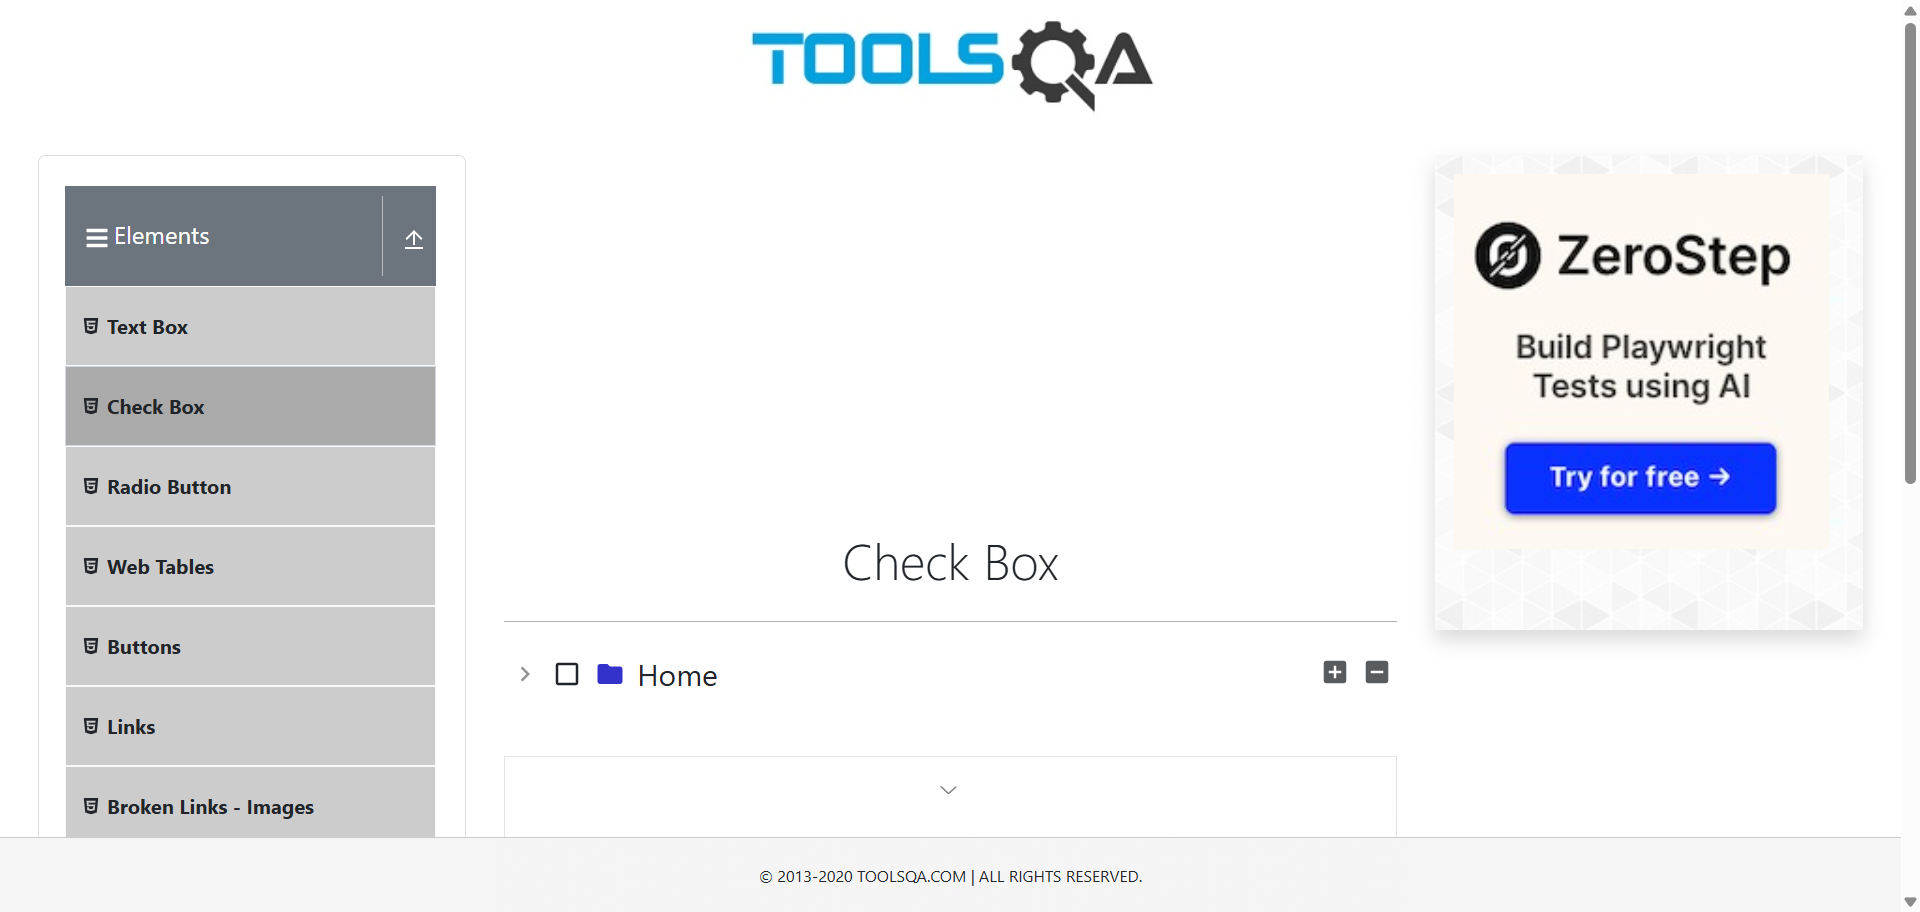 TOOLSQA
Elements
Text Box
Check Box
Radio Button
Web Tables
Buttons
Links
Broken Links - Images
Check Box
Home
ZeroStep
Build Playwright
Tests using AI
Try for free →
© 2013-2020 TOOLSQA.COM | ALL RIGHTS RESERVED.